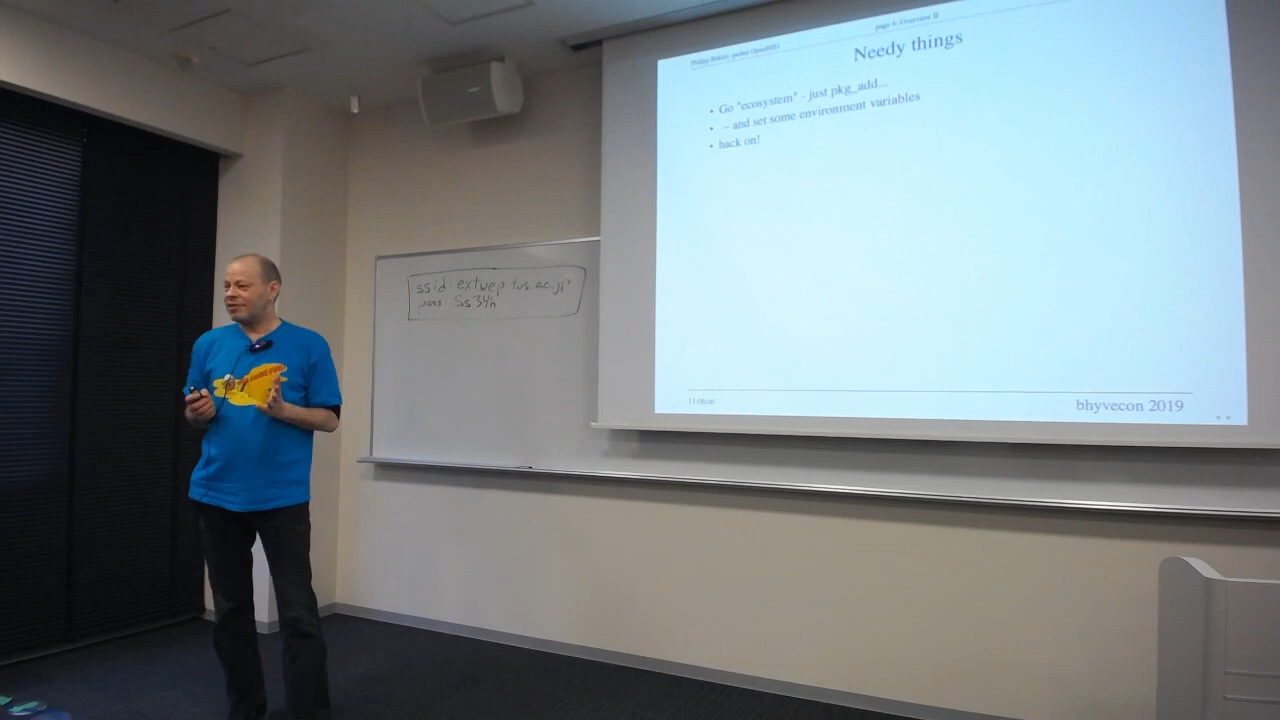 page 4: Overview II
Needy things
• Go "ecosystem" - just pkg_add...
• – and set some environment variables
• hack on!
11:06:00
bhyvecon 2019
ssid: extwep tus.ac.jp
pass Ss34h